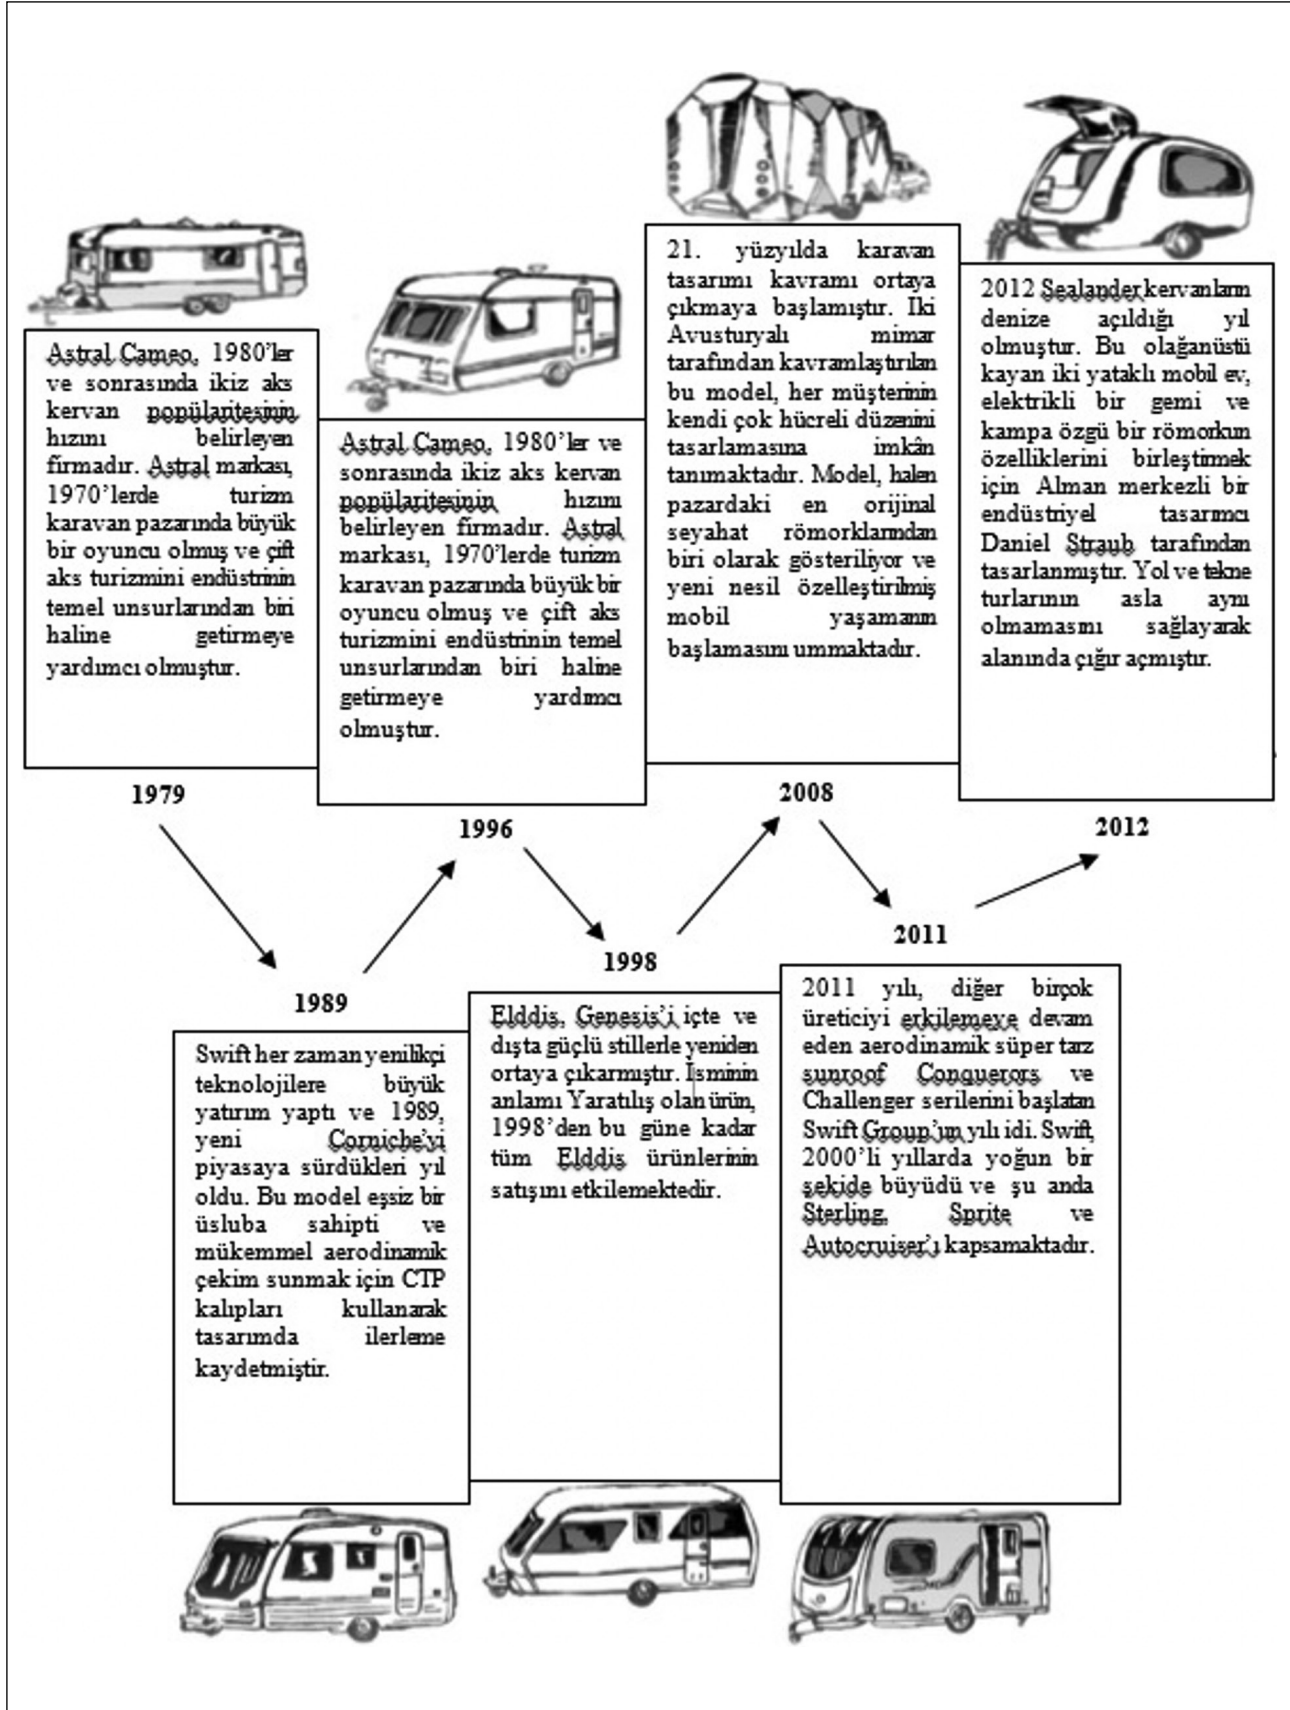 Astral Cameo, 1980’ler
ve sonrasında ikiz aks
kervan popülaritesinin
hızını belirleyen
firmadır. Astral markası,
1970’lerde turizm
karavan pazarında büyük
bir oyuncu olmuş ve çift
aks turizmini endüstrinin
temel unsurlarından biri
haline getirmeye
yardımcı olmuştur.
1979
Astral Cameo, 1980’ler ve
sonrasında ikiz aks kervan
popülaritesinin hızını
belirleyen firmadır. Astral
markası, 1970’lerde turizm
karavan pazarında büyük bir
oyuncu olmuş ve çift aks
turizmini endüstrinin temel
unsurlarından biri haline
getirmeye yardımcı
olmuştur.
1996
21. yüzyılda karavan
tasarımı kavramı ortaya
çıkmaya başlamıştır. İki
Avusturyalı mimar
tarafından kavramlaştırılan
bu model, her müşterinin
kendi çok hücreli düzenini
tasarlamasına imkân
tanımaktadır. Model, halen
pazardaki en orijinal
seyahat römorklarından
biri olarak gösteriliyor ve
yeni nesil özelleştirilmiş
mobil yaşamanın
başlamasını ummaktadır.
2008
2012 Sealander kervanların
denize açıldığı yıl
olmuştur. Bu olağanüstü
kayan iki yataklı mobil ev,
elektrikli bir gemi ve
kampa özgü bir römorkun
özelliklerini birleştirmek
için Alman merkezli bir
endüstriyel tasarımcı
Daniel Straub tarafından
tasarlanmıştır. Yol ve tekne
turlarının asla aynı
olmamasını sağlayarak
alanında çığır açmıştır.
2012
1989
Swift her zaman yenilikçi
teknolojilere büyük
yatırım yaptı ve 1989,
yeni Corniche’yi
piyasaya sürdükleri yıl
oldu. Bu model eşsiz bir
üsluba sahipti ve
mükemmel aerodinamik
çekim sunmak için CTP
kalıpları kullanarak
tasarımda ilerleme
kaydetmiştir.
1998
Elddis, Genesis’i içte ve
dışta güçlü stillerle yeniden
ortaya çıkarmıştır. İsminin
anlamı Yaratılış olan ürün,
1998’den bu güne kadar
tüm Elddis ürünlerinin
satışını etkilemektedir.
2011
2011 yılı, diğer birçok
üreticiyi erkilemeye devam
eden aerodinamik süper tarz
sunroof Conquerors ve
Challenger serilerini başlatan
Swift Group’un yılı idi. Swift,
2000’li yıllarda yoğun bir
şekide büyüdü ve şu anda
Sterling, Sprite ve
Autocruiser’ı kapsamaktadır.